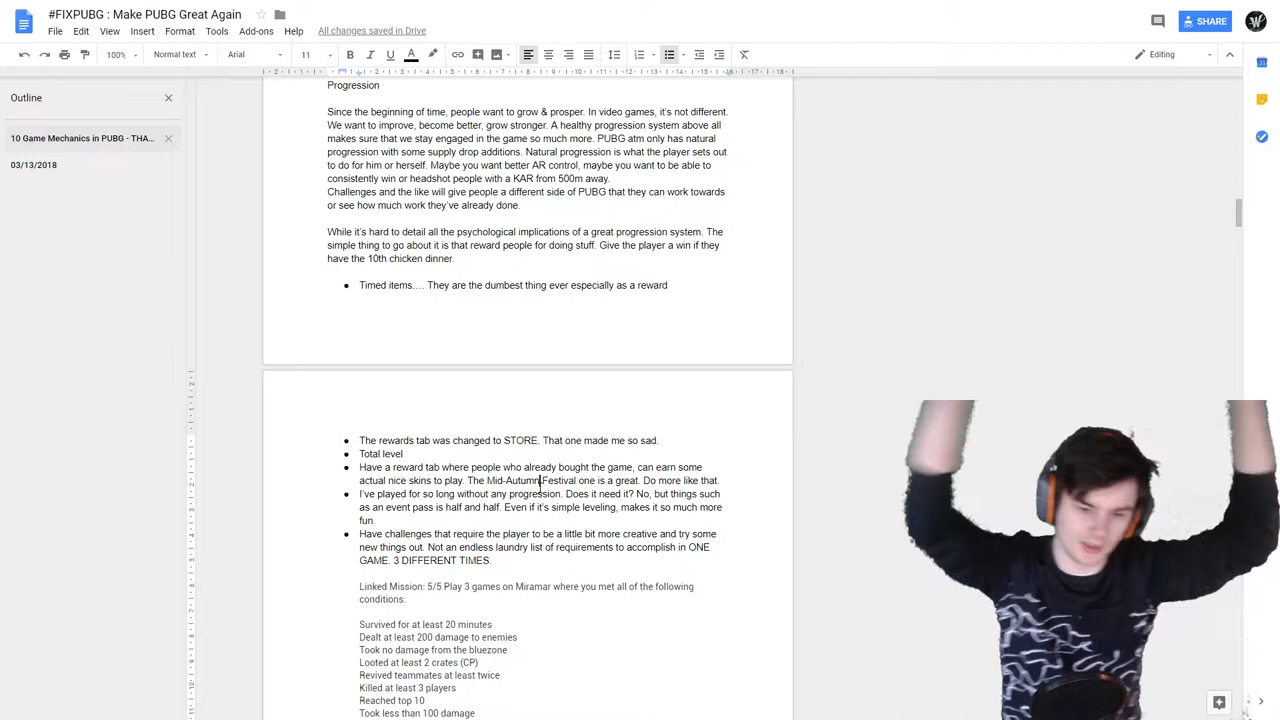 #FIXPUBG : Make PUBG Great Again
File Edit View Insert Format Tools Add-ons Help All changes saved in Drive
SHARE
100% Normal text Arial 11 B I U A Editing
Outline
10 Game Mechanics in PUBG - THA...
03/13/2018
Progression
Since the beginning of time, people want to grow & prosper. In video games, it's not different.
We want to improve, become better, grow stronger. A healthy progression system above all
makes sure that we stay engaged in the game so much more. PUBG atm only has natural
progression with some supply drop additions. Natural progression is what the player sets out
to do for him or herself. Maybe you want better AR control, maybe you want to be able to
consistently win or headshot people with a KAR from 500m away.
Challenges and the like will give people a different side of PUBG that they can work towards
or see how much work they've already done.
While it's hard to detail all the psychological implications of a great progression system. The
simple thing to go about it is that reward people for doing stuff. Give the player a win if they
have the 10th chicken dinner.
● Timed items.... They are the dumbest thing ever especially as a reward
● The rewards tab was changed to STORE. That one made me so sad.
● Total level
● Have a reward tab where people who already bought the game, can earn some
actual nice skins to play. The Mid-Autumn Festival one is a great. Do more like that.
● I've played for so long without any progression. Does it need it? No, but things such
as an event pass is half and half. Even if it's simple leveling, makes it so much more
fun.
● Have challenges that require the player to be a little bit more creative and try some
new things out. Not an endless laundry list of requirements to accomplish in ONE
GAME. 3 DIFFERENT TIMES.
Linked Mission: 5/5 Play 3 games on Miramar where you met all of the following
conditions:
Survived for at least 20 minutes
Dealt at least 200 damage to enemies
Took no damage from the bluezone
Looted at least 2 crates (CP)
Revived teammates at least twice
Killed at least 3 players
Reached top 10
Took less than 100 damage